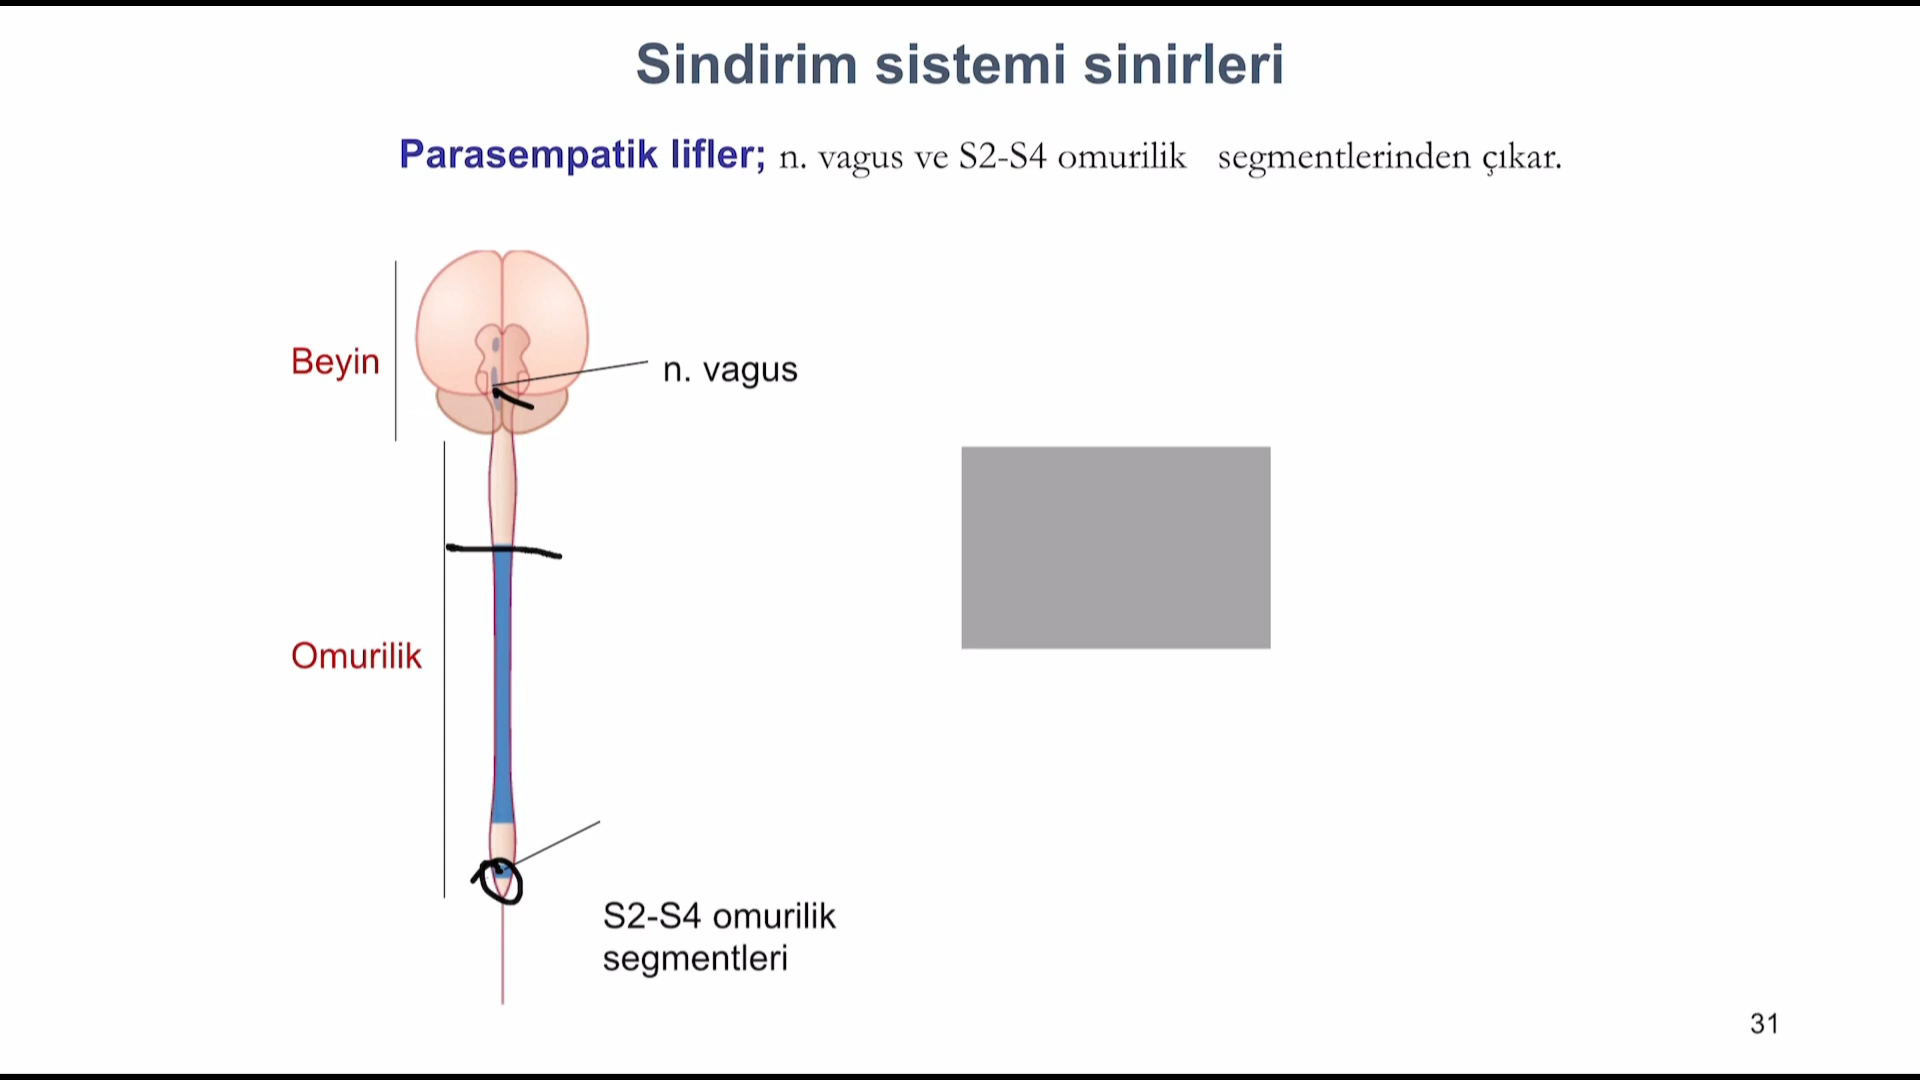 Sindirim sistemi sinirleri
Parasempatik lifler; n. vagus ve S2-S4 omurilik segmentlerinden çıkar.
Beyin
n. vagus
Omurilik
S2-S4 omurilik
segmentleri
31